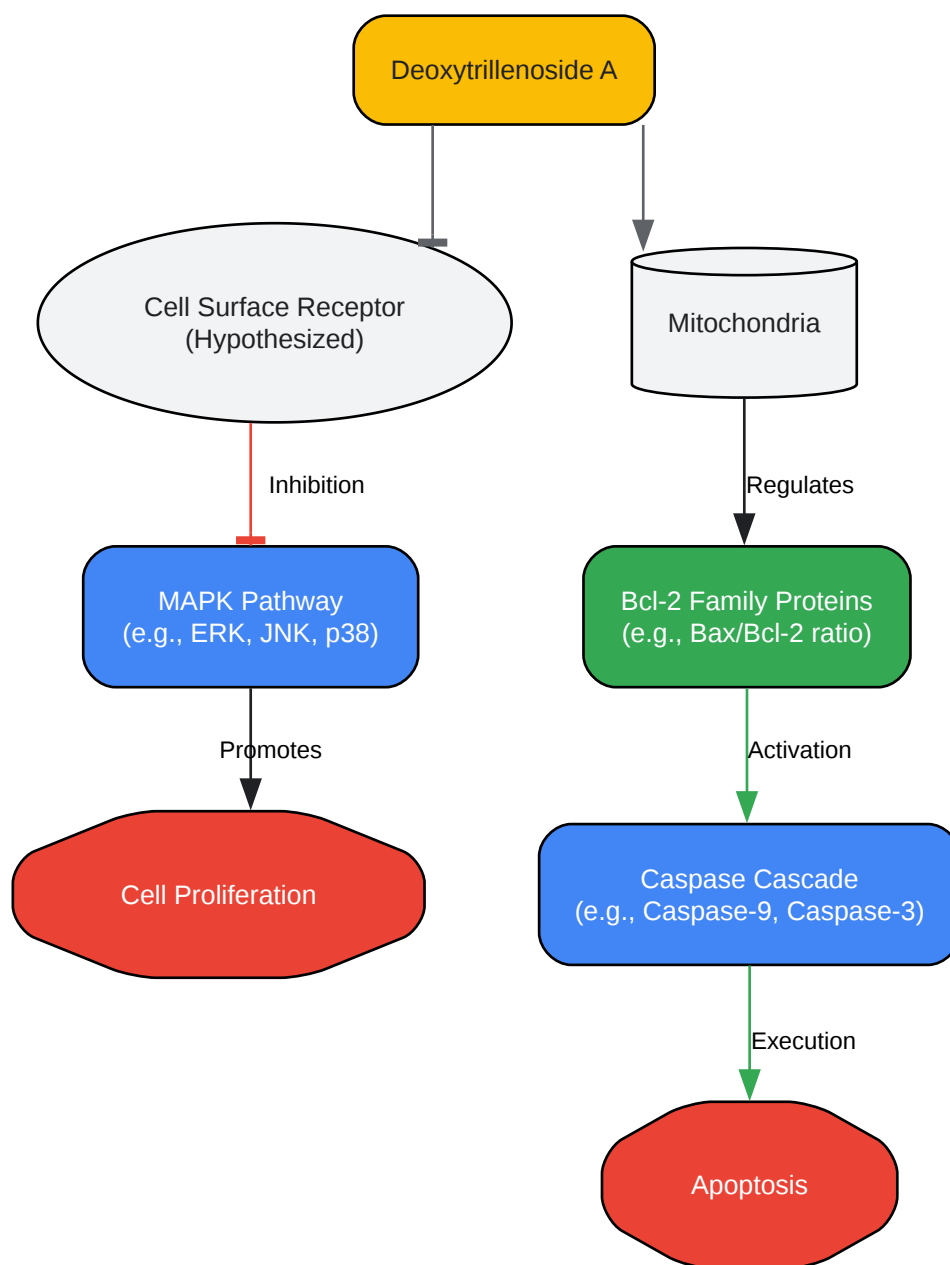 Deoxytrillenoside A
Cell Surface Receptor
(Hypothesized)
Mitochondria
Inhibition
Regulates
MAPK Pathway
(e.g., ERK, JNK, p38)
Bcl-2 Family Proteins
(e.g., Bax/Bcl-2 ratio)
Promotes
Activation
Cell Proliferation
Caspase Cascade
(e.g., Caspase-9, Caspase-3)
Execution
Apoptosis